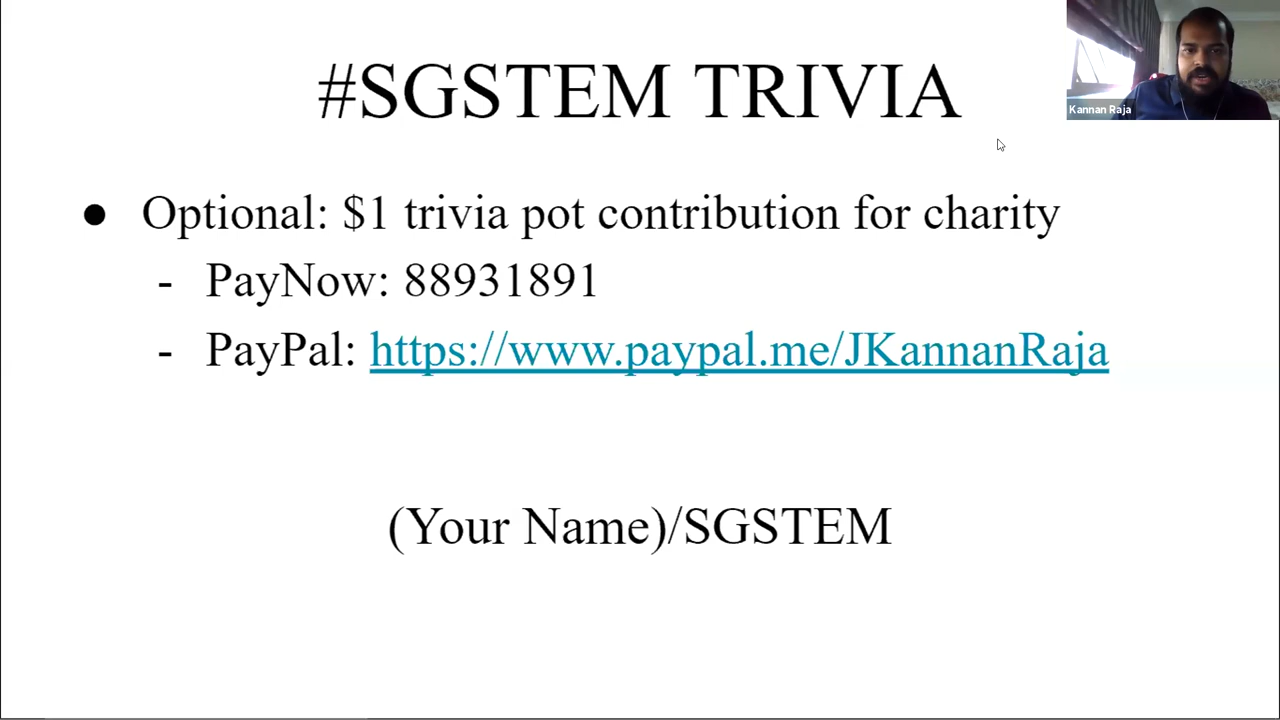 #SGSTEM TRIVIA
Kannan Raja
● Optional: $1 trivia pot contribution for charity
- PayNow: 88931891
- PayPal: https://www.paypal.me/JKannanRaja
(Your Name)/SGSTEM